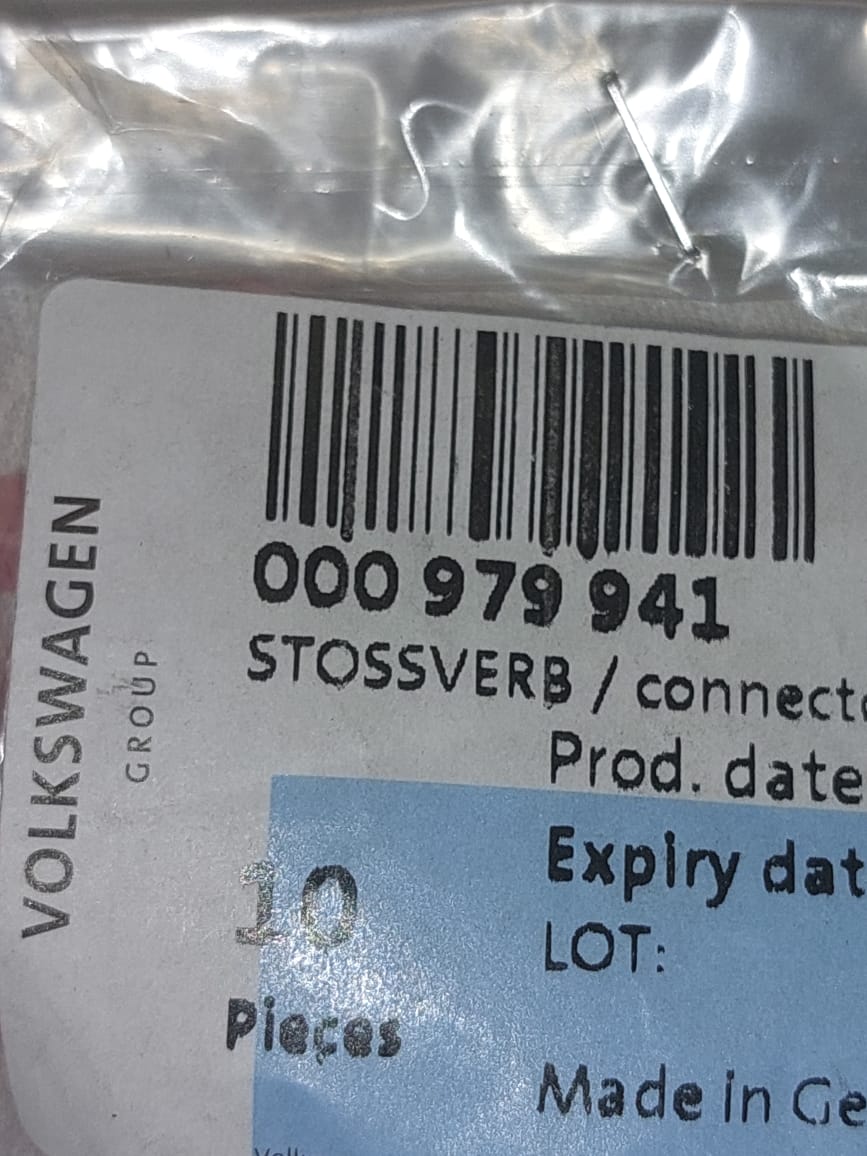 VOLKSWAGEN
GROUP
000 979 941
STOSSVERB / connecto
Prod. date
Expiry dat
LOT:
10
Pieces
Made in Ge